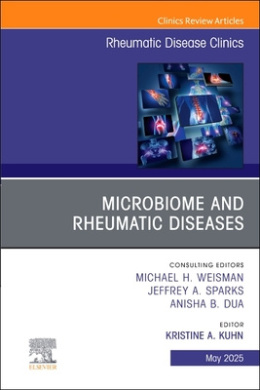 Clinics Review Articles
Rheumatic Disease Clinics
MICROBIOME AND
RHEUMATIC DISEASES
CONSULTING EDITORS
MICHAEL H. WEISMAN
JEFFREY A. SPARKS
ANISHA B. DUA
EDITOR
KRISTINE A. KUHN
May 2025
ELSEVIER